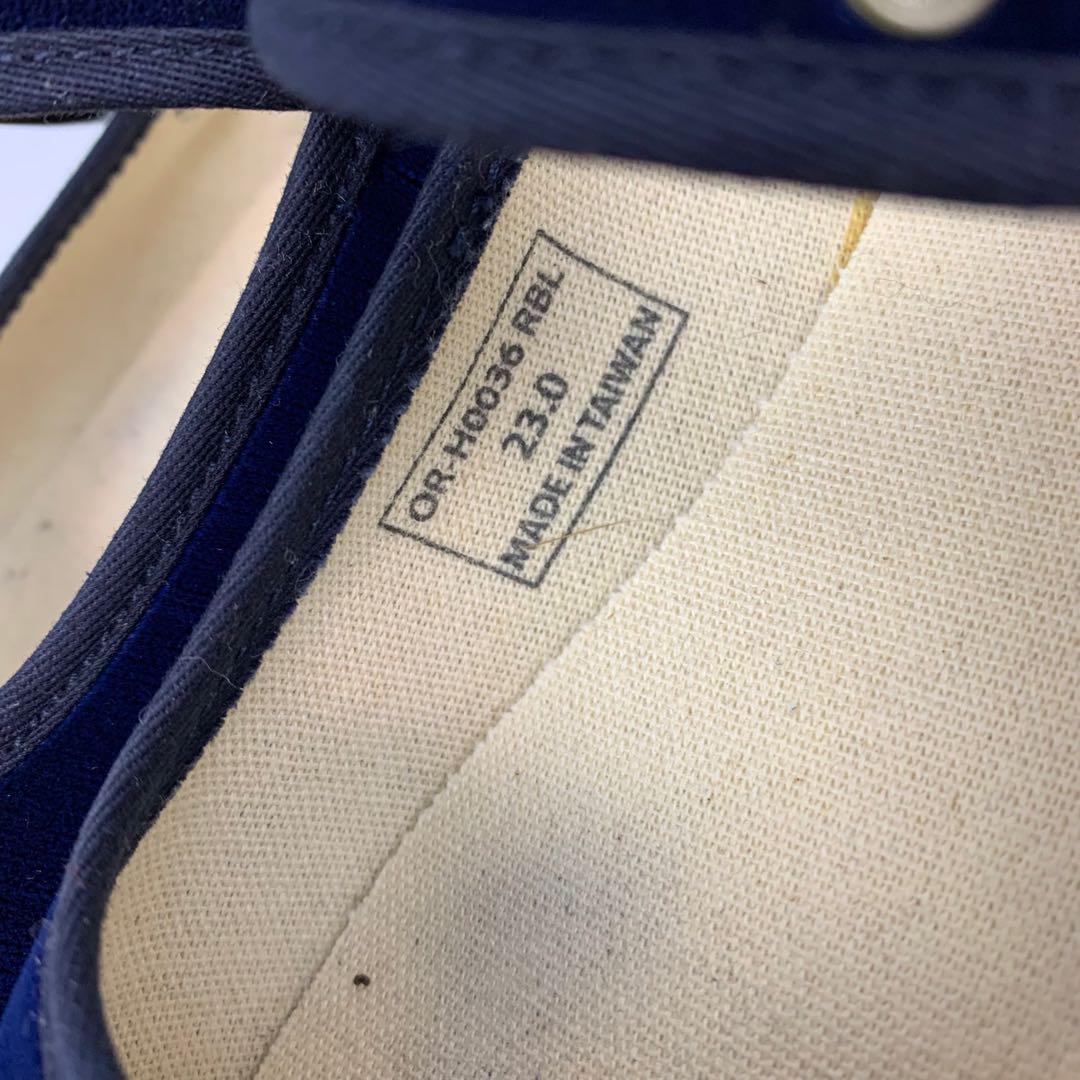 OR-H0036 RBL
23.0
MADE IN TAIWAN